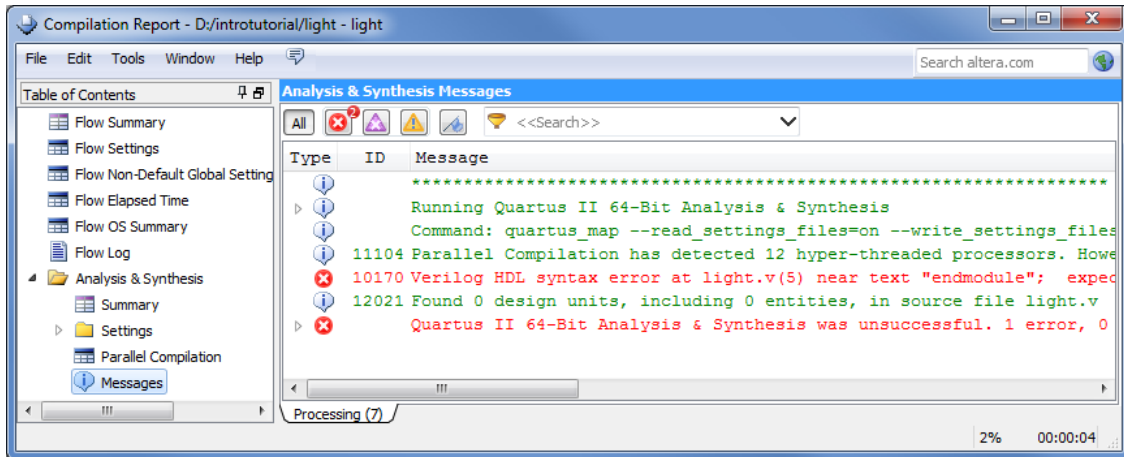 Compilation Report - D:/introtutorial/light - light
File Edit Tools Window Help
Search altera.com
Table of Contents
Flow Summary
Flow Settings
Flow Non-Default Global Setting
Flow Elapsed Time
Flow OS Summary
Flow Log
Analysis & Synthesis
Summary
Settings
Parallel Compilation
Messages
Analysis & Synthesis Messages
All 2 <<Search>>
Type ID Message
*******************************************************************
Running Quartus II 64-Bit Analysis & Synthesis
Command: quartus_map --read_settings_files=on --write_settings_files
11104 Parallel Compilation has detected 12 hyper-threaded processors. Howe
10170 Verilog HDL syntax error at light.v(5) near text "endmodule"; expec
12021 Found 0 design units, including 0 entities, in source file light.v
Quartus II 64-Bit Analysis & Synthesis was unsuccessful. 1 error, 0
Processing (7)
2% 00:00:04